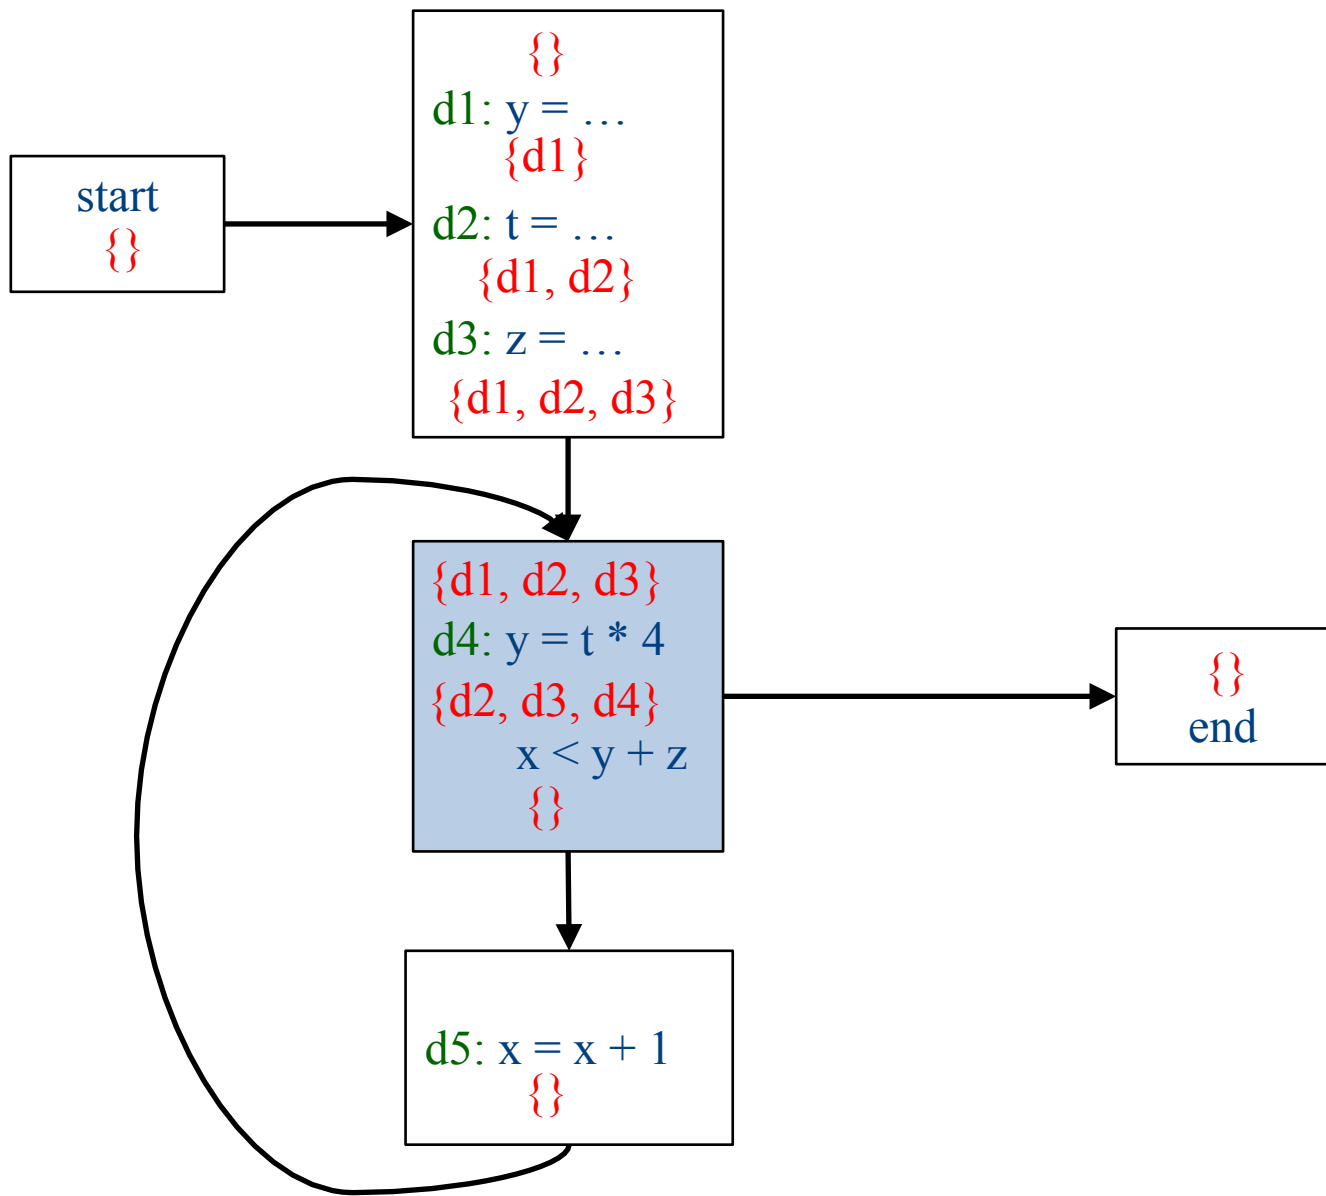 start
{}
{}
d1: y = …
{d1}
d2: t = …
{d1, d2}
d3: z = …
{d1, d2, d3}
{d1, d2, d3}
d4: y = t * 4
{d2, d3, d4}
x < y + z
{}
{}
end
d5: x = x + 1
{}